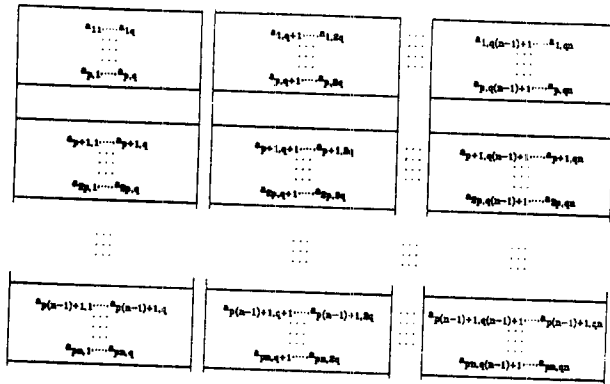 a₁₁·····a₁q a₁,q+1·····a₁,2q a₁,q(n-1)+1·····a₁,qn
aₚ,₁·····aₚ,q aₚ,q+1·····aₚ,2q aₚ,q(n-1)+1·····aₚ,qn
aₚ₊₁,₁·····aₚ₊₁,q aₚ₊₁,q+1·····aₚ₊₁,2q aₚ₊₁,q(n-1)+1·····aₚ₊₁,qn
a₂ₚ,₁·····a₂ₚ,q a₂ₚ,q+1·····a₂ₚ,2q a₂ₚ,q(n-1)+1·····a₂ₚ,qn
aₚ(n-1)+1,1·····aₚ(n-1)+1,q aₚ(n-1)+1,q+1·····aₚ(n-1)+1,2q aₚ(n-1)+1,q(n-1)+1·····aₚ(n-1)+1,qn
aₚn,1·····aₚn,q aₚn,q+1·····aₚn,2q aₚn,q(n-1)+1·····aₚn,qn